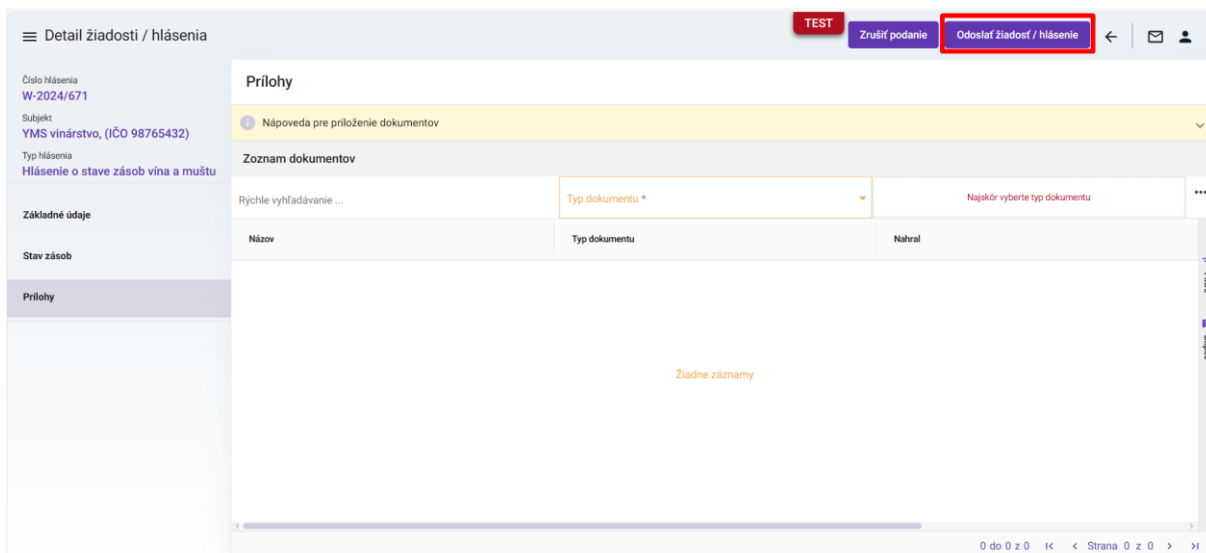 Detail žiadosti / hlásenia
TEST
Zrušiť podanie
Odoslať žiadosť / hlásenie
Číslo hlásenia
W-2024/671
Subjekt
YMS vinárstvo, (IČO 98765432)
Typ hlásenia
Hlásenie o stave zásob vína a muštu
Základné údaje
Stav zásob
Prílohy
Prílohy
Nápoveda pre priloženie dokumentov
Zoznam dokumentov
Rýchle vyhľadávanie ...
Typ dokumentu *
Najskôr vyberte typ dokumentu
Názov
Typ dokumentu
Nahral
Žiadne záznamy
0 do 0 z 0
Strana 0 z 0